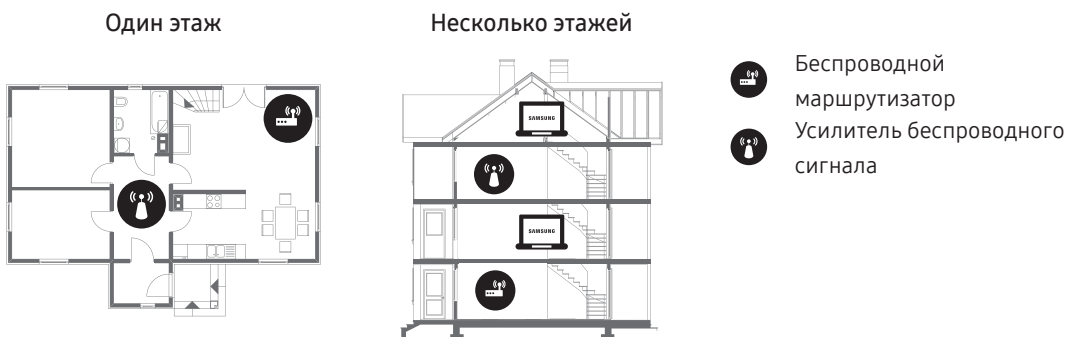 Один этаж
Несколько этажей
Беспроводной
маршрутизатор
Усилитель беспроводного
сигнала
SAMSUNG
SAMSUNG